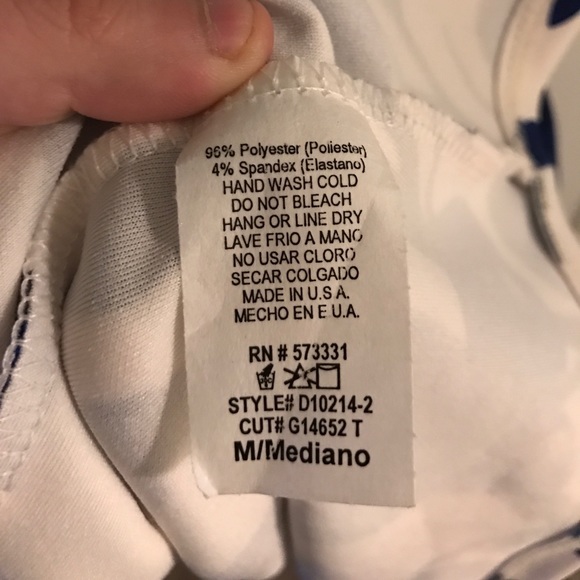 96% Polyester (Poliester)
4% Spandex (Elastano)
HAND WASH COLD
DO NOT BLEACH
HANG OR LINE DRY
LAVE FRIO A MANO
NO USAR CLORO
SECAR COLGADO
MADE IN U.S A.
MECHO EN E U.A.
RN # 573331
STYLE# D10214-2
CUT# G14652 T
M/Mediano